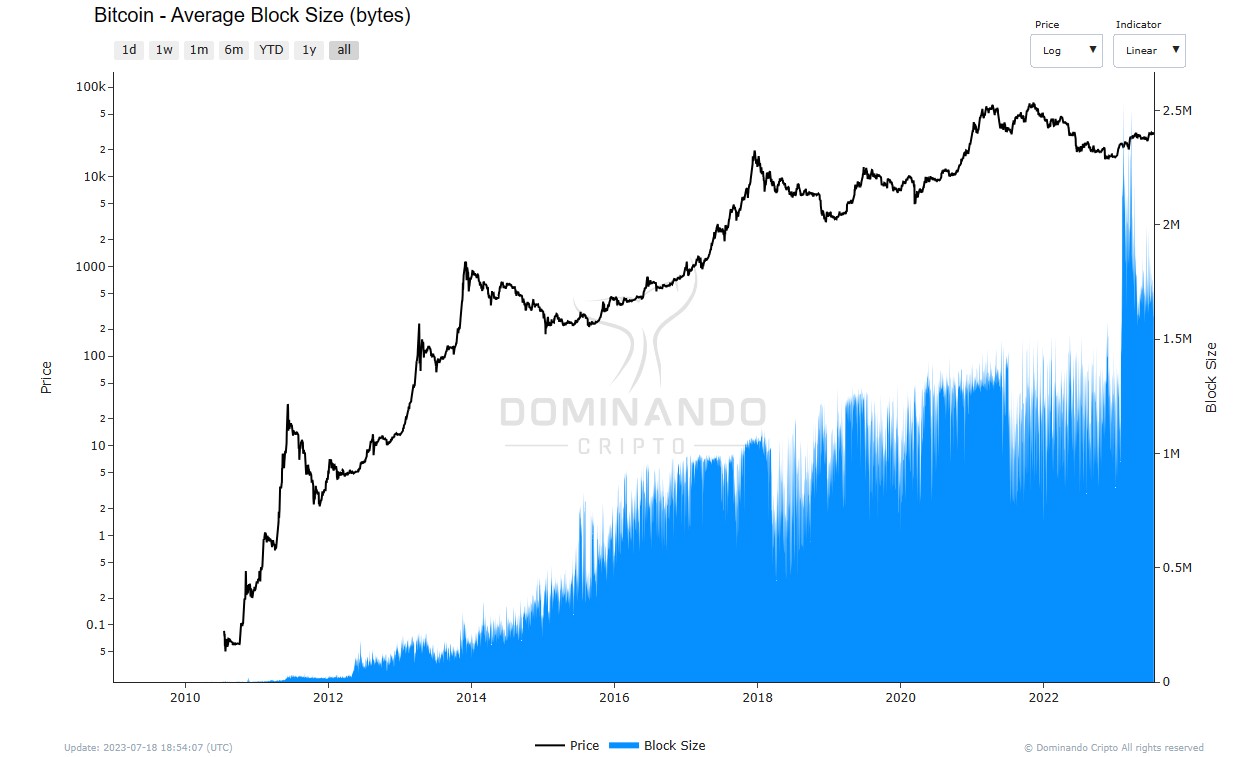 Bitcoin - Average Block Size (bytes)
Price
Indicator
1d 1w 1m 6m YTD 1y all
Log ▼
Linear ▼
100k
5
2
10k
5
2
1000
5
2
100
5
2
10
5
2
1
5
2
0.1
5
Price
2.5M
2M
1.5M
1M
0.5M
0
Block Size
DOMINANDO
CRIPTO
2010 2012 2014 2016 2018 2020 2022
Price Block Size
Update: 2023-07-18 18:54:07 (UTC)
© Dominando Cripto All rights reserved